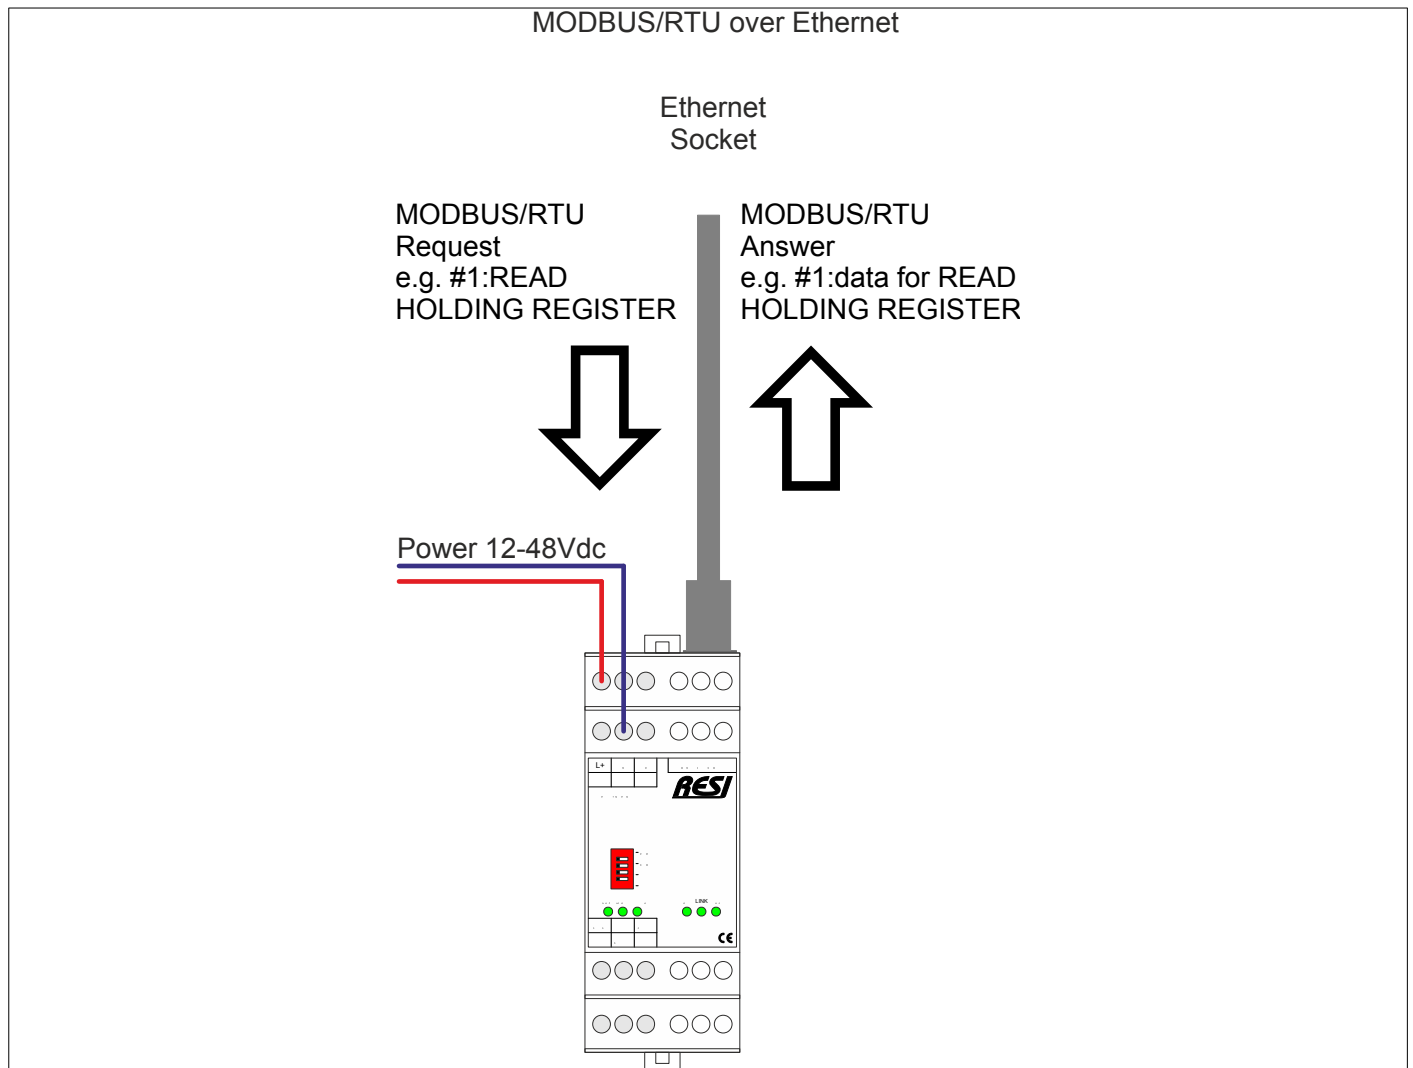 MODBUS/RTU over Ethernet
Ethernet
Socket
MODBUS/RTU
Request
e.g. #1:READ
HOLDING REGISTER
MODBUS/RTU
Answer
e.g. #1:data for READ
HOLDING REGISTER
Power 12-48Vdc
L+
RESI
LINK
CE